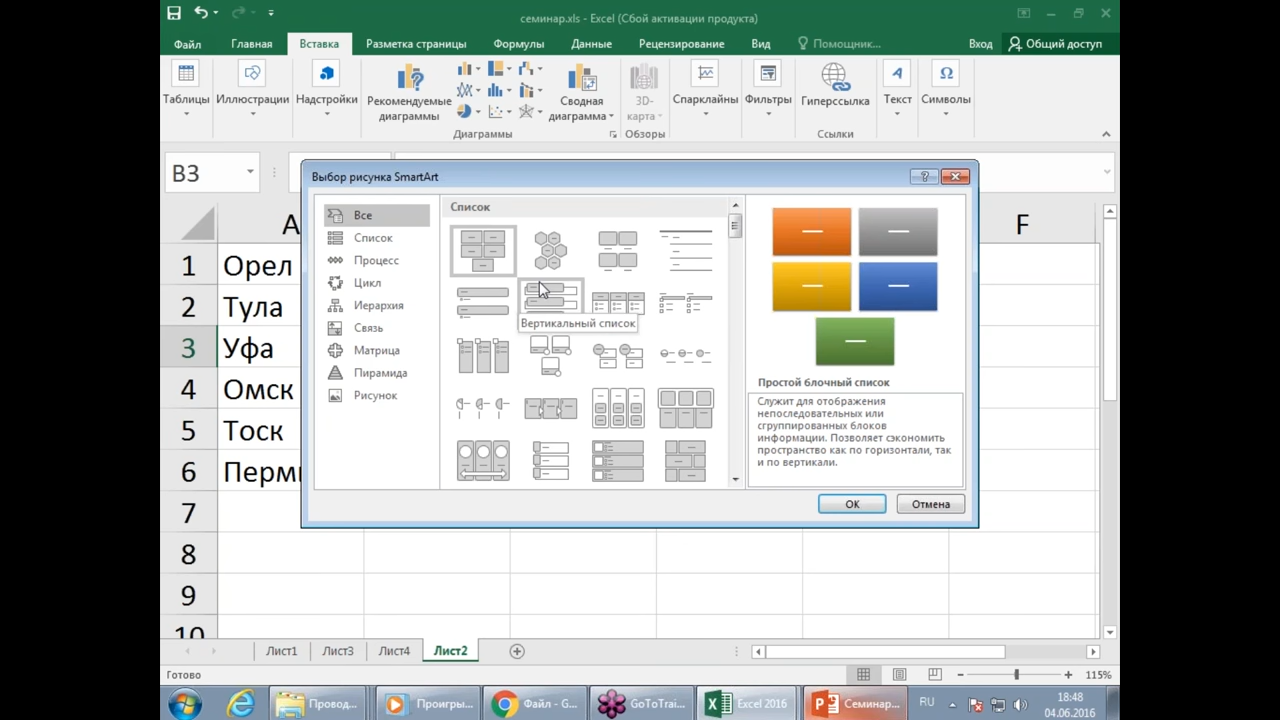 семинар.xls - Excel (Сбой активации продукта)
Файл
Главная
Вставка
Разметка страницы
Формулы
Данные
Рецензирование
Вид
Помощник...
Вход
Общий доступ
Таблицы
Иллюстрации
Надстройки
Рекомендуемые
диаграммы
Сводная
диаграмма
3D-
карта
Спарклайны
Фильтры
Гиперссылка
Текст
Символы
Диаграммы
Обзоры
Ссылки
B3
Выбор рисунка SmartArt
Все
Список
Процесс
Цикл
Иерархия
Связь
Матрица
Пирамида
Рисунок
Список
Вертикальный список
Простой блочный список
Служит для отображения
непоследовательных или
сгруппированных блоков
информации. Позволяет сэкономить
пространство как по горизонтали, так
и по вертикали.
ОК
Отмена
A
F
1 Орел
2 Тула
3 Уфа
4 Омск
5 Тоск
6 Пермь
7
8
9
10
Лист1
Лист3
Лист4
Лист2
Готово
115%
Провод...
Проигры...
Файл - G...
GoToTrai...
Excel 2016
Семинар...
RU
18:48
04.06.2016